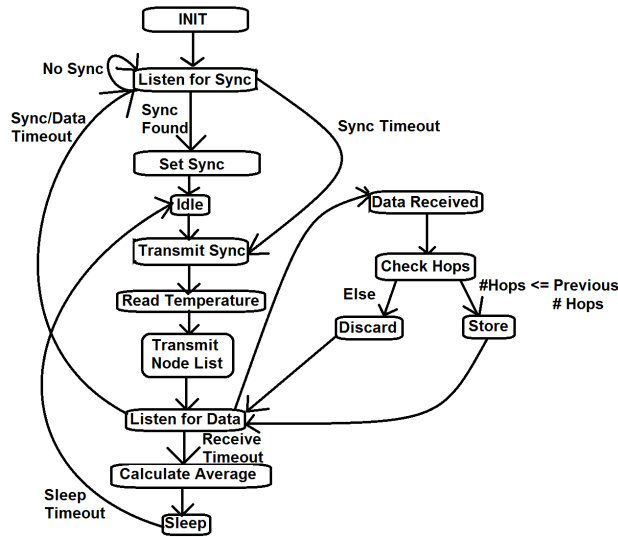 INIT
No Sync
Listen for Sync
Sync/Data
Timeout
Sync
Found
Sync Timeout
Set Sync
Idle
Data Received
Transmit Sync
Check Hops
Read Temperature
Else
#Hops <= Previous
# Hops
Discard
Store
Transmit
Node List
Listen for Data
Receive
Timeout
Calculate Average
Sleep
Timeout
Sleep